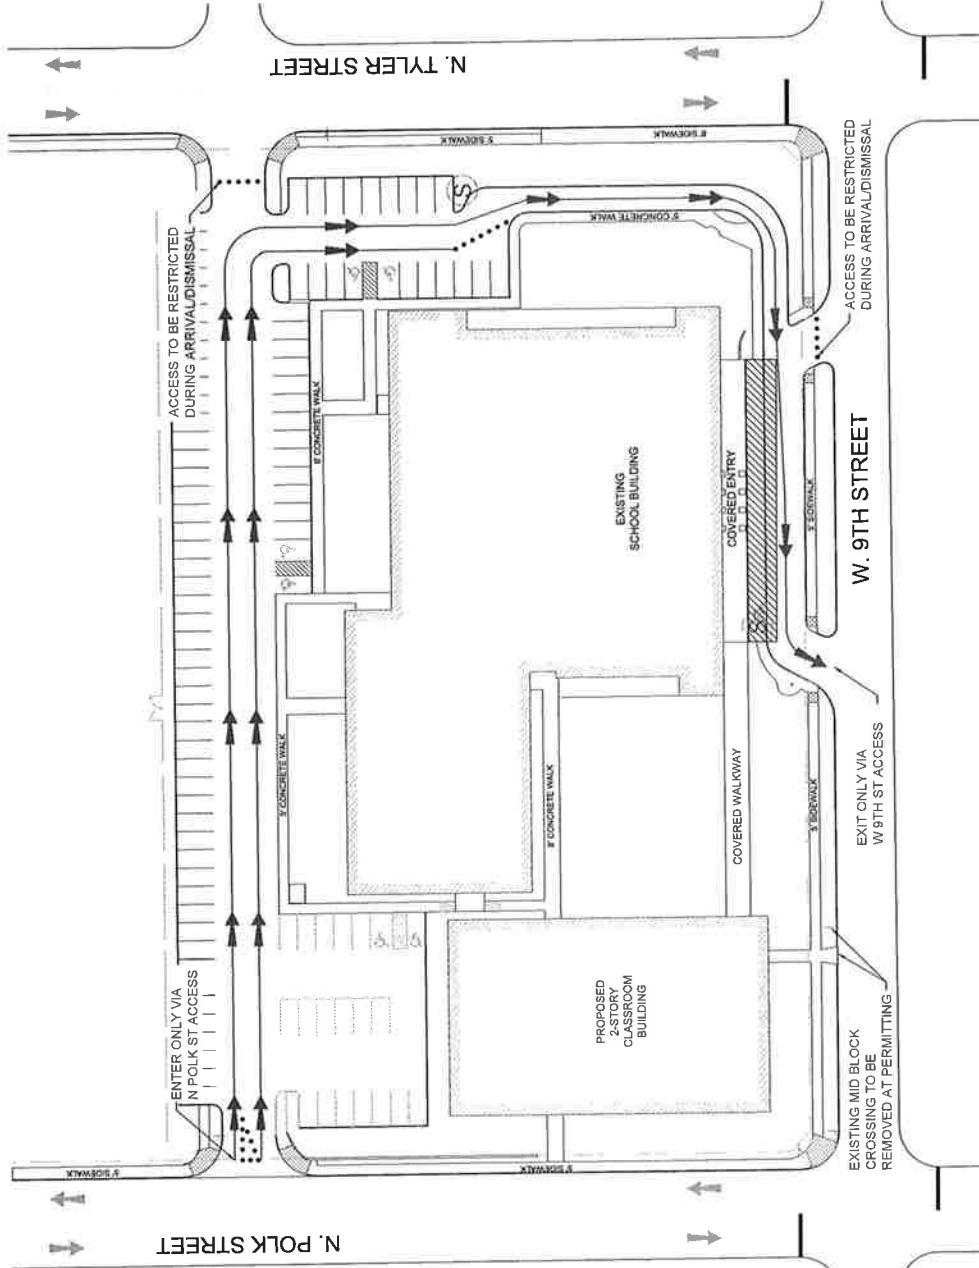 N. TYLER STREET
5' SIDEWALK
6' SIDEWALK
ACCESS TO BE RESTRICTED
DURING ARRIVAL/DISMISSAL
ACCESS TO BE RESTRICTED
DURING ARRIVAL/DISMISSAL
5' CONCRETE WALK
6' CONCRETE WALK
EXISTING
SCHOOL BUILDING
COVERED ENTRY
5' SIDEWALK
W. 9TH STREET
5' CONCRETE WALK
8' CONCRETE WALK
COVERED WALKWAY
5' SIDEWALK
EXIT ONLY VIA
W 9TH ST ACCESS
ENTER ONLY VIA
N POLK ST ACCESS
PROPOSED
2-STORY
CLASSROOM
BUILDING
EXISTING MID BLOCK
CROSSING TO BE
REMOVED AT PERMITTING
5' SIDEWALK
5' SIDEWALK
N. POLK STREET